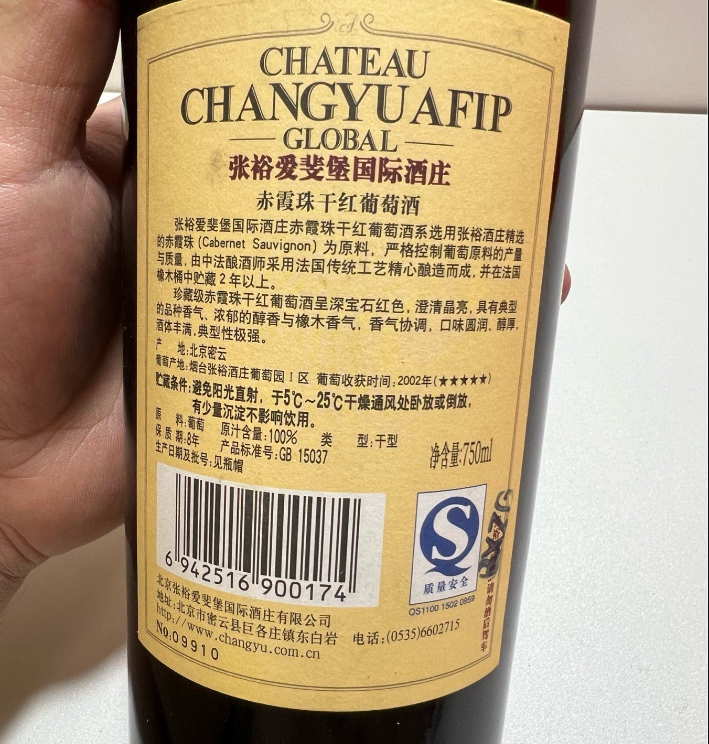 CHATEAU
CHANGYU AFIP
GLOBAL
张裕爱斐堡国际酒庄
赤霞珠干红葡萄酒
张裕爱斐堡国际酒庄赤霞珠干红葡萄酒系选用张裕酒庄精选
的赤霞珠(Cabernet Sauvignon)为原料，严格控制葡萄原料的产量
与质量，由中法酿酒师采用法国传统工艺精心酿造而成，并在法国
橡木桶中贮藏2年以上。
珍藏级赤霞珠干红葡萄酒呈深宝石红色，澄清晶亮，具有典型
的品种香气、浓郁的醇香与橡木香气，香气协调，口味圆润、醇厚，
酒体丰满，典型性极强。
产 地:北京密云
葡萄产地:烟台张裕酒庄葡萄园I区 葡萄收获时间:2002年(★★★★★)
贮藏条件:避免阳光直射，于5℃~25℃干燥通风处卧放或倒放，
有少量沉淀不影响饮用。
原 料:葡萄 原汁含量:100% 类 型:干型
保 质 期:8年 产品标准号:GB 15037
生产日期及批号:见瓶帽
净含量:750ml
6 942516 900174
质量安全
QS1100 1502 0959
请勿酒后驾车
北京张裕爱斐堡国际酒庄有限公司
地址:北京市密云县巨各庄镇东白岩 电话:(0535)6602715
http://www.changyu.com.cn
No:09910